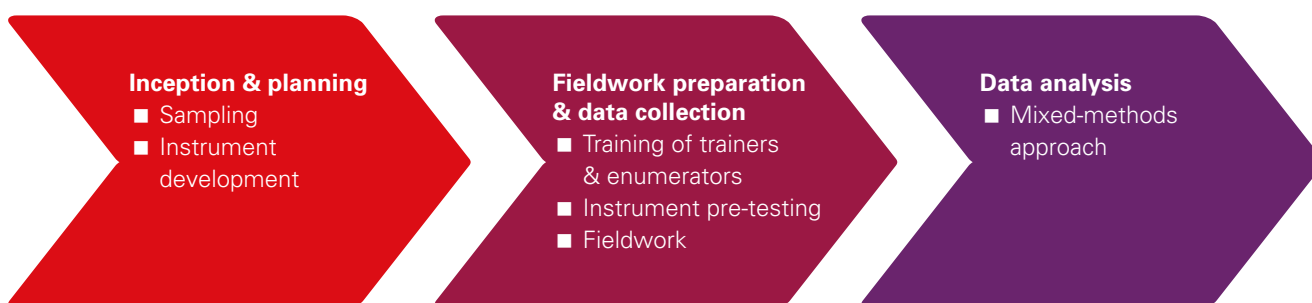 Inception & planning
■ Sampling
■ Instrument
development
Fieldwork preparation
& data collection
■ Training of trainers
& enumerators
■ Instrument pre-testing
■ Fieldwork
Data analysis
■ Mixed-methods
approach